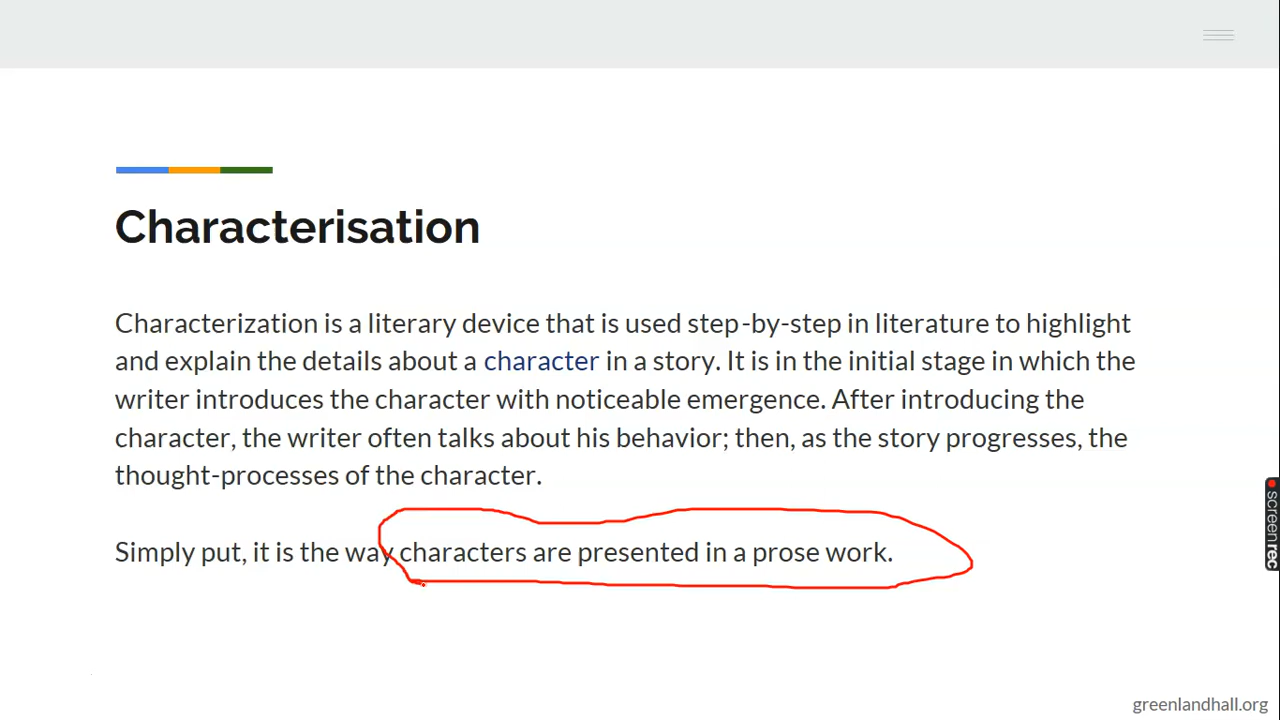 Characterisation
Characterization is a literary device that is used step-by-step in literature to highlight
and explain the details about a character in a story. It is in the initial stage in which the
writer introduces the character with noticeable emergence. After introducing the
character, the writer often talks about his behavior; then, as the story progresses, the
thought-processes of the character.
Simply put, it is the way characters are presented in a prose work.
screenrec
greenlandhall.org